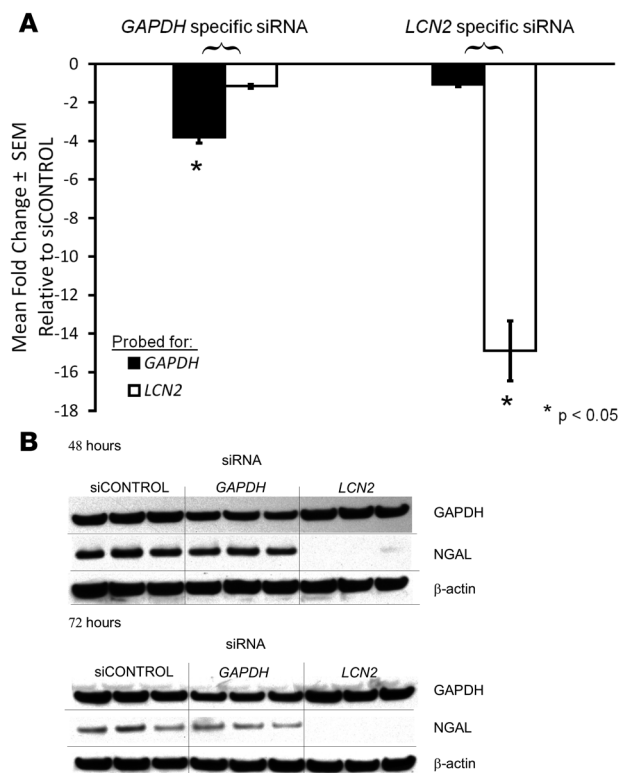 A
GAPDH specific siRNA
LCN2 specific siRNA
Mean Fold Change ± SEM
Relative to siCONTROL
0
-2
-4
-6
-8
-10
-12
-14
-16
-18
*
*
Probed for:
GAPDH
LCN2
* p < 0.05
B
48 hours
siRNA
siCONTROL GAPDH LCN2
GAPDH
NGAL
β-actin
72 hours
siRNA
siCONTROL GAPDH LCN2
GAPDH
NGAL
β-actin